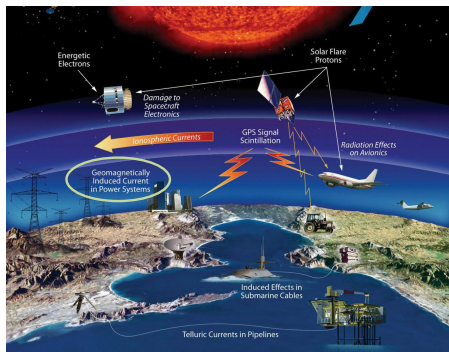 Energetic
Electrons
Solar Flare
Protons
Damage to
Spacecraft
Electronics
Ionospheric Currents
GPS Signal
Scintillation
Radiation Effects
on Avionics
Geomagnetically
Induced Current
in Power Systems
Induced Effects in
Submarine Cables
Telluric Currents in Pipelines